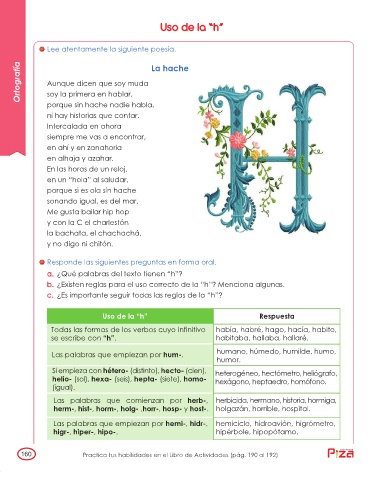 Uso de la "h"
Lee atentamente la siguiente poesía.
Ortografía
La hache
Aunque dicen que soy muda
soy la primera en hablar,
porque sin hache nadie habla,
ni hay historias que contar.
Intercalada en ahora
siempre me vas a encontrar,
en ahí y en zanahoria
en alhaja y azahar.
En las horas de un reloj,
en un "hola" al saludar,
porque si es ola sin hache
sonando igual, es del mar.
Me gusta bailar hip hop
y con la C el charlestón
la bachata, el chachachá,
y no digo ni chitón.
Responde las siguientes preguntas en forma oral.
a. ¿Qué palabras del texto tienen "h"?
b. ¿Existen reglas para el uso correcto de la "h"? Menciona algunas.
c. ¿Es importante seguir todas las reglas de la "h"?
Uso de la "h" Respuesta
Todas las formas de los verbos cuyo infinitivo
se escribe con "h".
había, habré, hago, hacía, habito,
habitaba, hallaba, hallaré.
Las palabras que empiezan por hum-.
humano, húmedo, humilde, humo,
humor.
Si empieza con hétero- (distinto), hecto- (cien),
helio- (sol), hexa- (seis), hepta- (siete), homo-
(igual).
heterogéneo, hectómetro, heliógrafo,
hexágono, heptaedro, homófono.
Las palabras que comienzan por herb-,
herm-, hist-, horm-, holg- ,horr-, hosp- y host-.
herbicida, hermano, historia, hormiga,
holgazán, horrible, hospital.
Las palabras que empiezan por hemi-, hidr-,
higr-, hiper-, hipo-.
hemiciclo, hidroavión, higrómetro,
hipérbole, hipopótamo.
160
Practica tus habilidades en el Libro de Actividades (pág. 190 al 192)